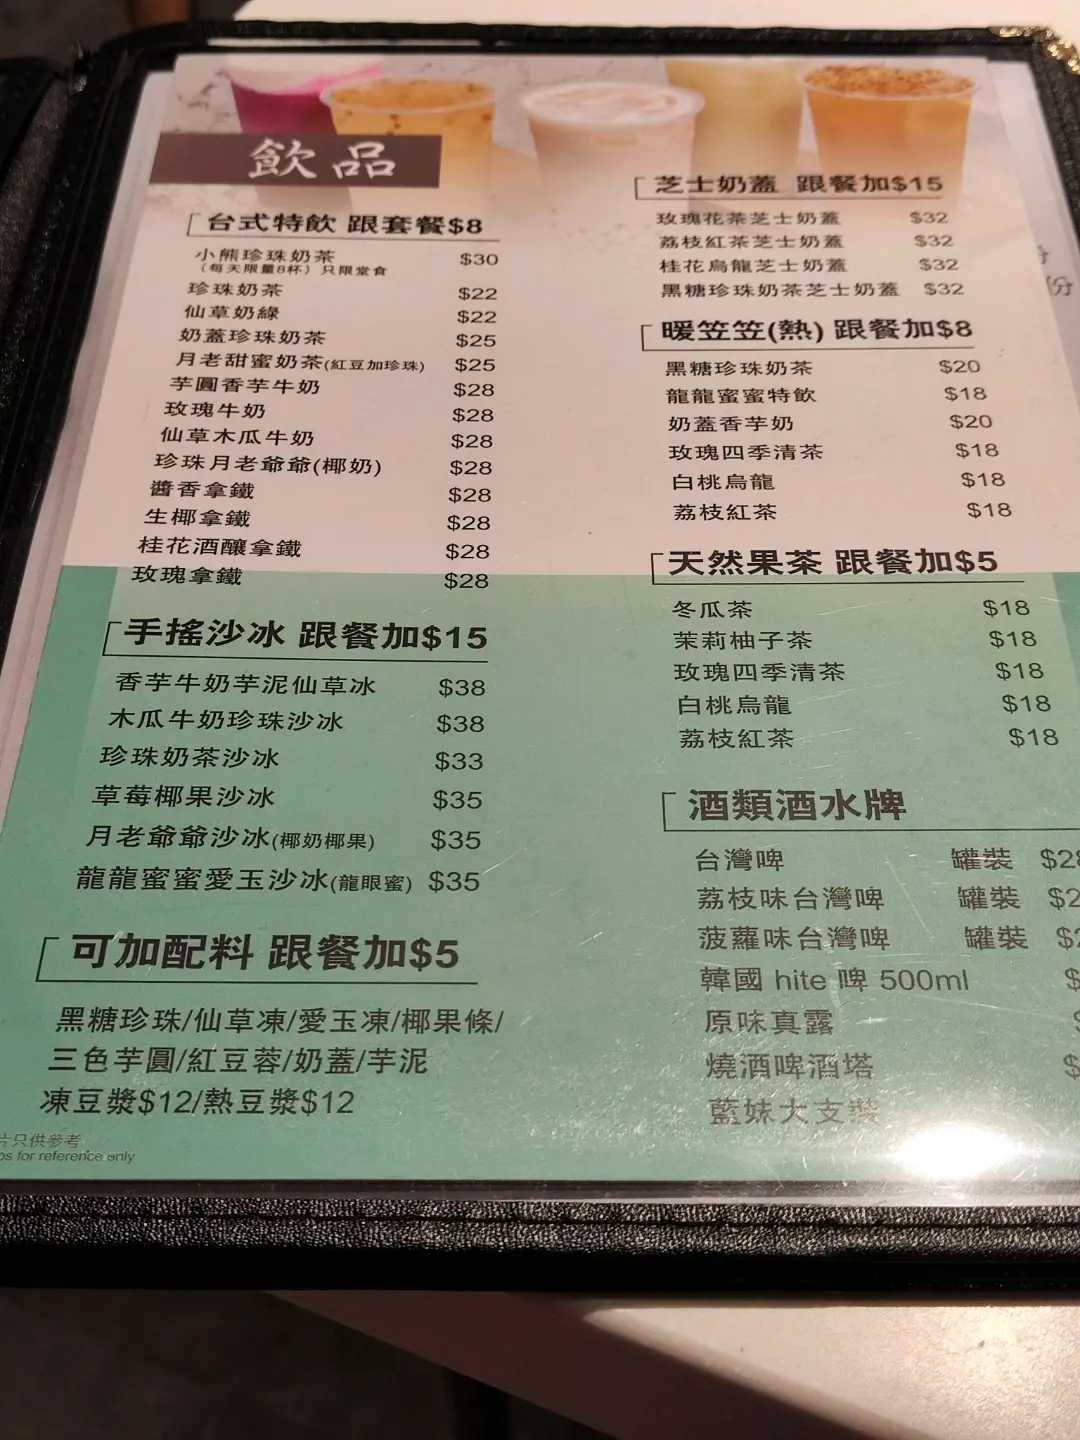 飲品
台式特飲 跟套餐$8
小熊珍珠奶茶 $30
(每天限量8杯) 只限堂食
珍珠奶茶 $22
仙草奶綠 $22
奶蓋珍珠奶茶 $25
月老甜蜜奶茶(紅豆加珍珠) $25
芋圓香芋牛奶 $28
玫瑰牛奶 $28
仙草木瓜牛奶 $28
珍珠月老爺爺(椰奶) $28
醬香拿鐵 $28
生椰拿鐵 $28
桂花酒釀拿鐵 $28
玫瑰拿鐵 $28
手搖沙冰 跟餐加$15
香芋牛奶芋泥仙草冰 $38
木瓜牛奶珍珠沙冰 $38
珍珠奶茶沙冰 $33
草莓椰果沙冰 $35
月老爺爺沙冰(椰奶椰果) $35
龍龍蜜蜜愛玉沙冰(龍眼蜜) $35
可加配料 跟餐加$5
黑糖珍珠/仙草凍/愛玉凍/椰果條/
三色芋圓/紅豆蓉/奶蓋/芋泥
凍豆漿$12/熱豆漿$12
片只供參考
os for reference only
芝士奶蓋 跟餐加$15
玫瑰花茶芝士奶蓋 $32
荔枝紅茶芝士奶蓋 $32
桂花烏龍芝士奶蓋 $32
黑糖珍珠奶茶芝士奶蓋 $32
暖笠笠(熱) 跟餐加$8
黑糖珍珠奶茶 $20
龍龍蜜蜜特飲 $18
奶蓋香芋奶 $20
玫瑰四季清茶 $18
白桃烏龍 $18
荔枝紅茶 $18
天然果茶 跟餐加$5
冬瓜茶 $18
茉莉柚子茶 $18
玫瑰四季清茶 $18
白桃烏龍 $18
荔枝紅茶 $18
酒類酒水牌
台灣啤 罐裝 $28
荔枝味台灣啤 罐裝 $2
菠蘿味台灣啤 罐裝 $2
韓國 hite 啤 500ml $
原味真露 $
燒酒啤酒塔 $
藍妹大支裝
份